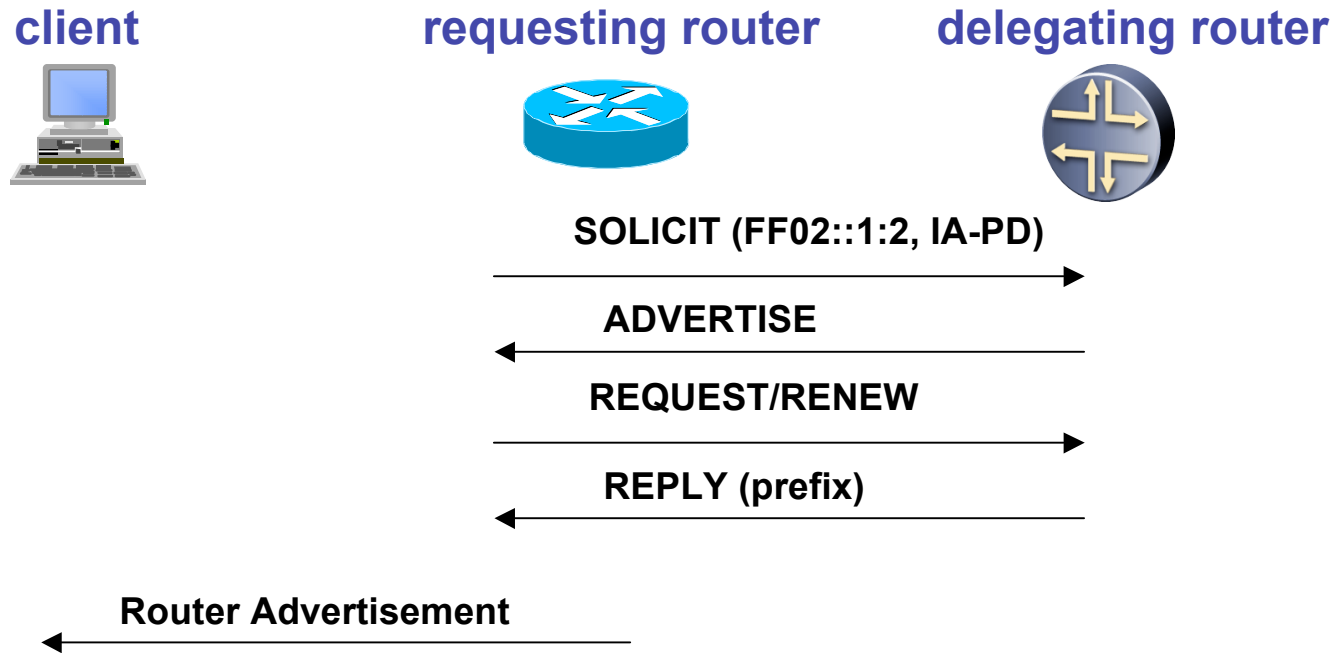 client requesting router delegating router
SOLICIT (FF02::1:2, IA-PD)
ADVERTISE
REQUEST/RENEW
REPLY (prefix)
Router Advertisement